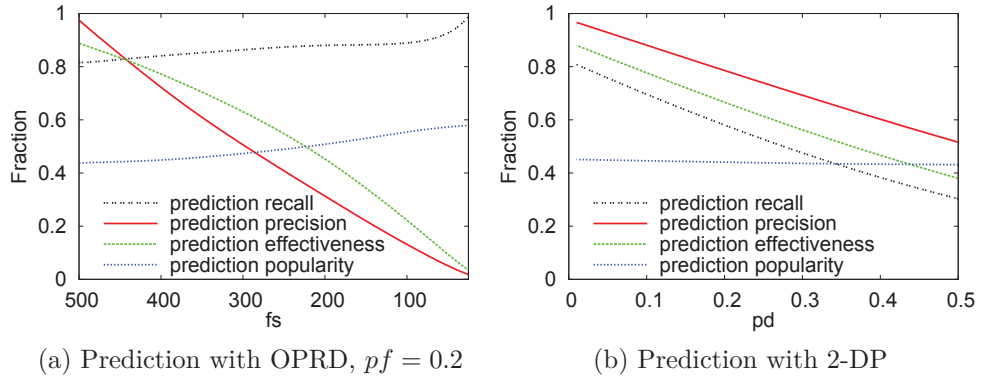 1
0.8
0.6
0.4
0.2
0
Fraction
prediction recall
prediction precision
prediction effectiveness
prediction popularity
500 400 300 200 100
fs
(a) Prediction with OPRD, pf = 0.2
1
0.8
0.6
0.4
0.2
0
Fraction
prediction recall
prediction precision
prediction effectiveness
prediction popularity
0 0.1 0.2 0.3 0.4 0.5
pd
(b) Prediction with 2-DP